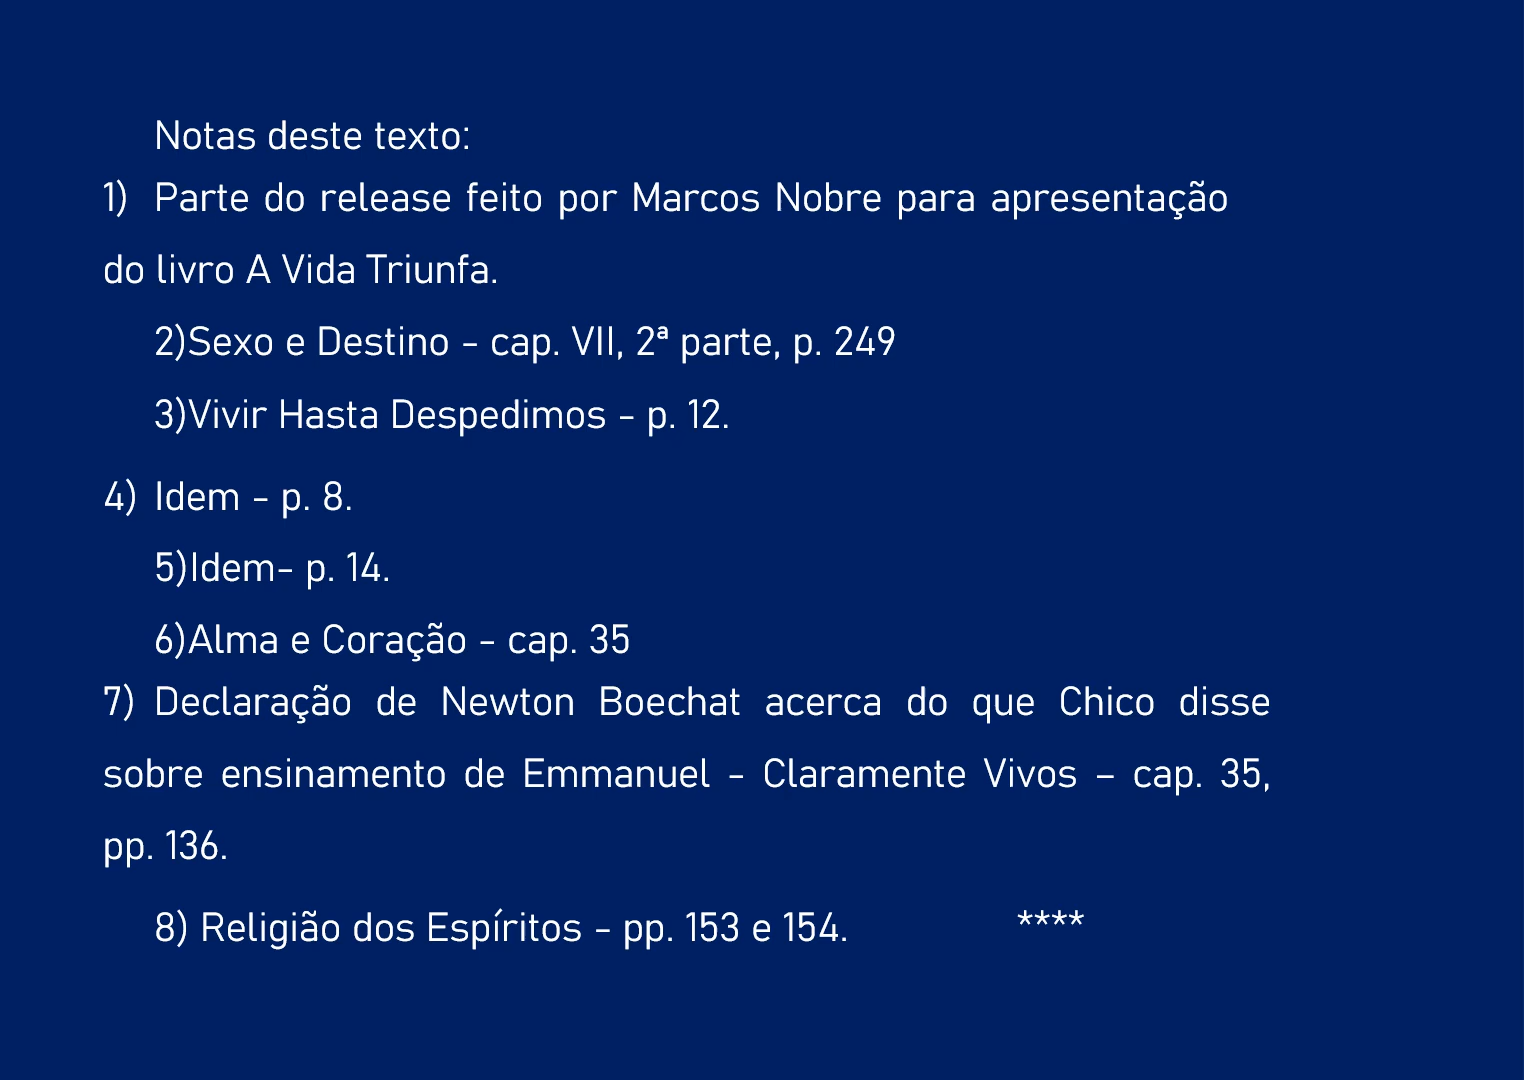 Notas deste texto:
1) Parte do release feito por Marcos Nobre para apresentação
do livro A Vida Triunfa.
2)Sexo e Destino - cap. VII, 2ª parte, p. 249
3)Vivir Hasta Despedimos - p. 12.
4) Idem - p. 8.
5)Idem- p. 14.
6)Alma e Coração - cap. 35
7) Declaração de Newton Boechat acerca do que Chico disse
sobre ensinamento de Emmanuel - Claramente Vivos – cap. 35,
pp. 136.
8) Religião dos Espíritos - pp. 153 e 154. ****